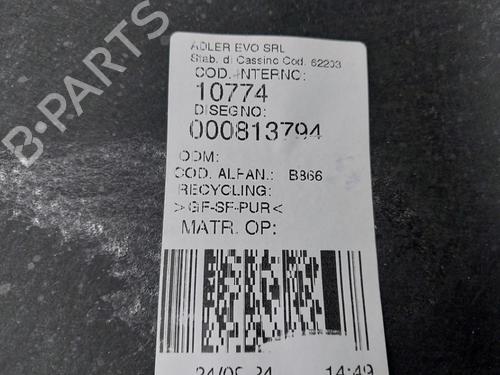 ADLER EVO SRL
Stab. di Cassino Cod. 62203
COD. INTERNO:
10774
DISEGNO:
000813794
ODM:
COD. ALFAN.: B866
RECYCLING:
>GF-SF-PUR<
MATR. OP:
14:49
B-PARTS